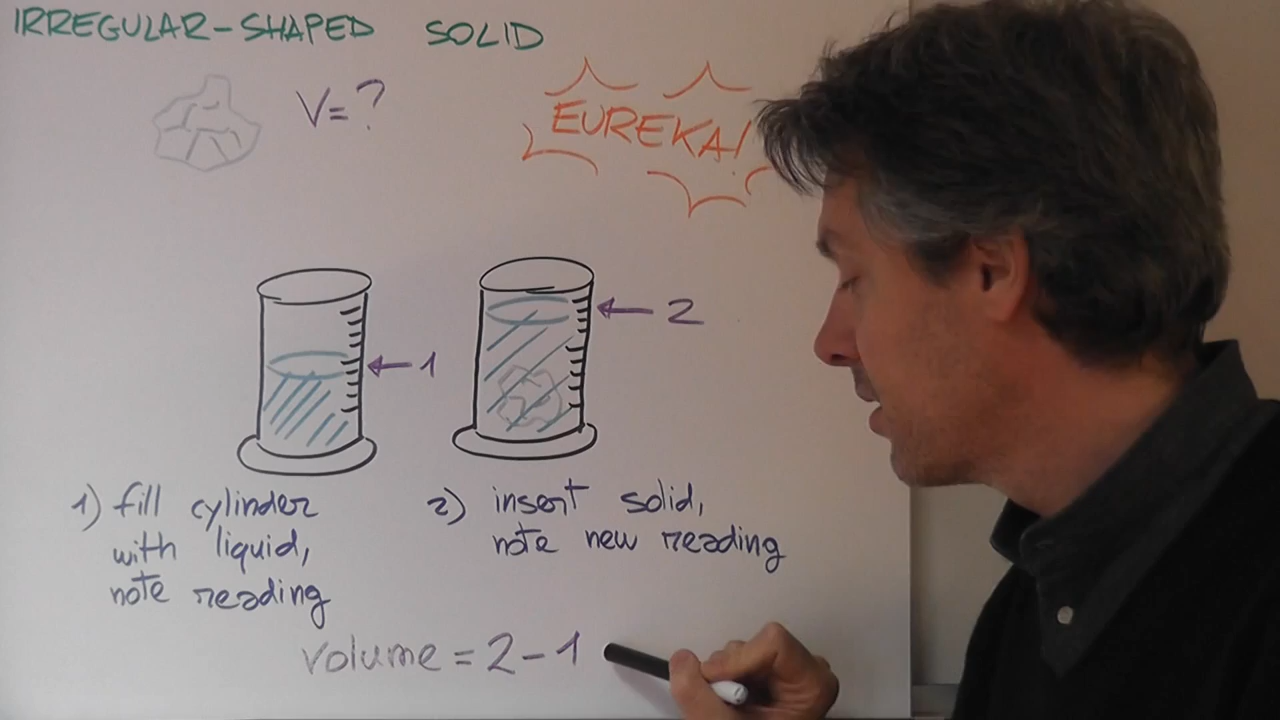 IRREGULAR-SHAPED SOLID
V=?
EUREKA!
1
2
1) fill cylinder
with liquid,
note reading
2) insert solid,
note new reading
volume = 2-1